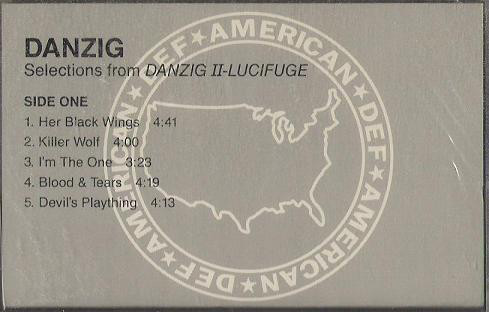 DANZIG
Selections from DANZIG II-LUCIFUGE
SIDE ONE
1. Her Black Wings 4:41
2. Killer Wolf 4:00
3. I'm The One 3:23
4. Blood & Tears 4:19
5. Devil's Plaything 4:13
DEF★AMERICAN★DEF★AMERICAN★DEF★AMERICAN★